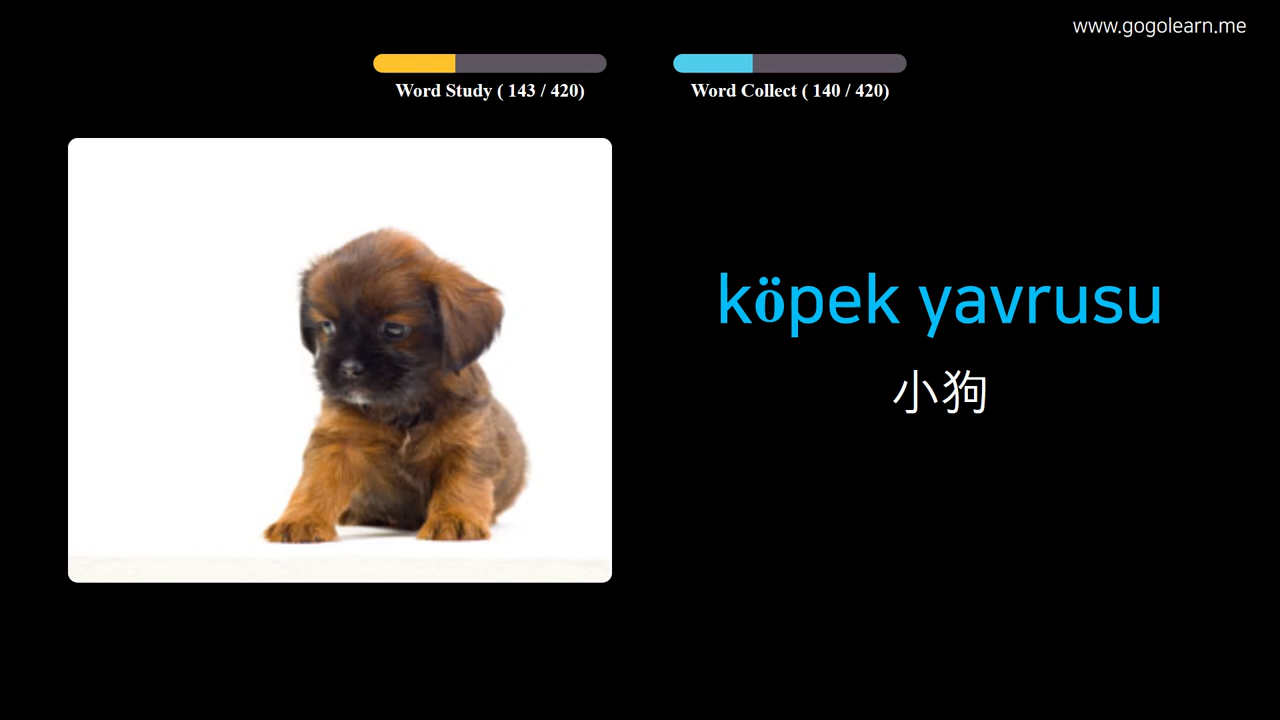 www.gogolearn.me
Word Study ( 143 / 420)
Word Collect ( 140 / 420)
köpek yavrusu
小狗